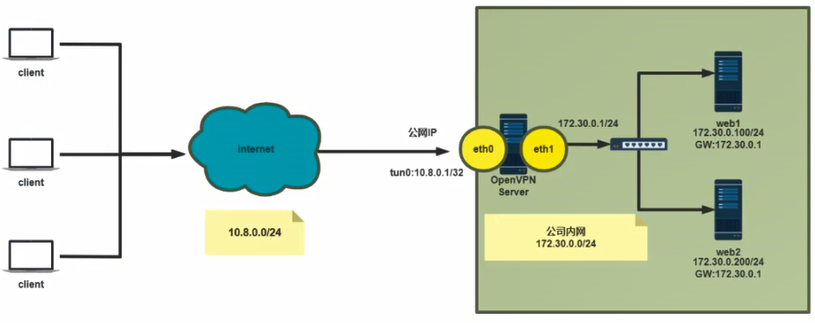 client
client
client
internet
10.8.0.0/24
公网IP
tun0:10.8.0.1/32
eth0
eth1
OpenVPN
Server
172.30.0.1/24
公司内网
172.30.0.0/24
web1
172.30.0.100/24
GW:172.30.0.1
web2
172.30.0.200/24
GW:172.30.0.1